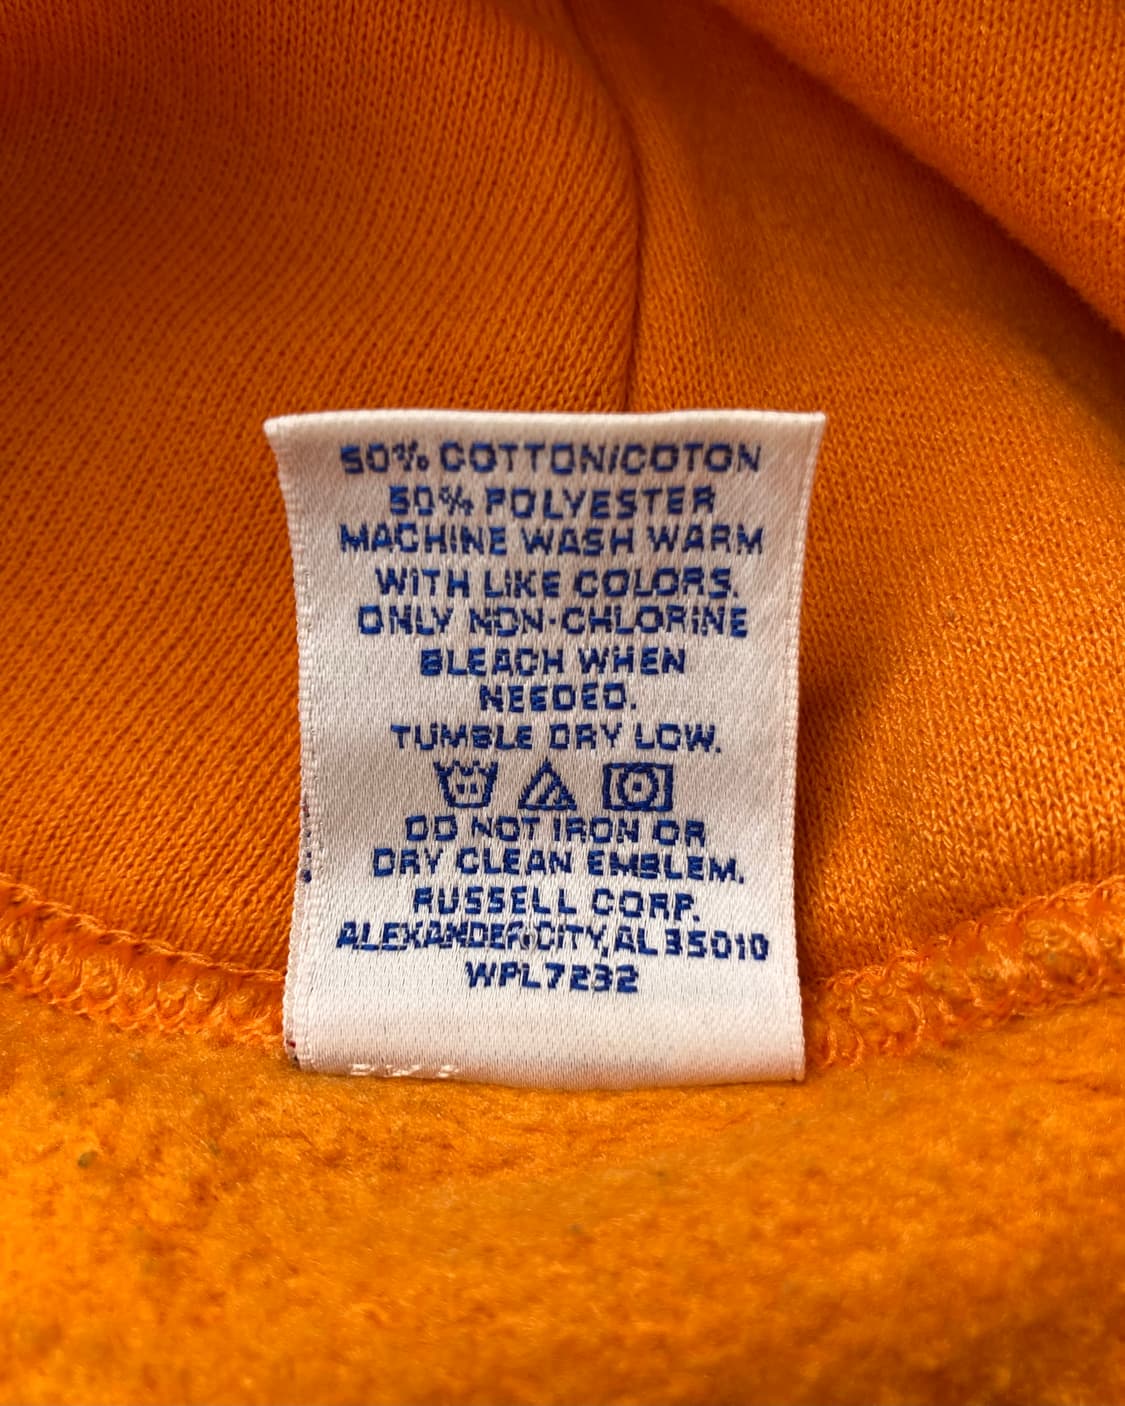 50% COTTON/COTON
50% POLYESTER
MACHINE WASH WARM
WITH LIKE COLORS.
ONLY NON-CHLORINE
BLEACH WHEN
NEEDED.
TUMBLE DRY LOW.
DO NOT IRON OR
DRY CLEAN EMBLEM.
RUSSELL CORP.
ALEXANDER CITY, AL 35010
WPL7232